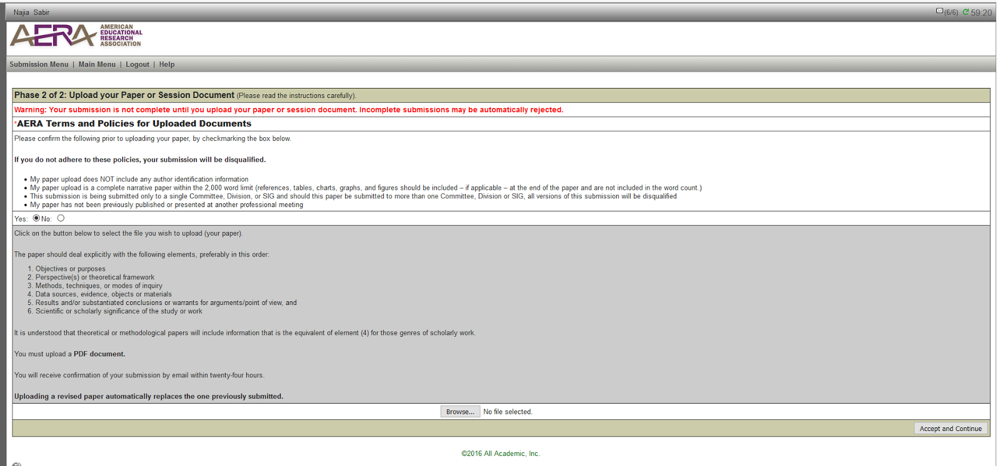 Najia Sabir
(6/6) 59:20
AERA
AMERICAN
EDUCATIONAL
RESEARCH
ASSOCIATION
Submission Menu | Main Menu | Logout | Help
Phase 2 of 2: Upload your Paper or Session Document (Please read the instructions carefully).
Warning: Your submission is not complete until you upload your paper or session document. Incomplete submissions may be automatically rejected.
*AERA Terms and Policies for Uploaded Documents
Please confirm the following prior to uploading your paper, by checkmarking the box below.
If you do not adhere to these policies, your submission will be disqualified.
• My paper upload does NOT include any author identification information
• My paper upload is a complete narrative paper within the 2,000 word limit (references, tables, charts, graphs, and figures should be included – if applicable – at the end of the paper and are not included in the word count.)
• This submission is being submitted only to a single Committee, Division, or SIG and should this paper be submitted to more than one Committee, Division or SIG, all versions of this submission will be disqualified
• My paper has not been previously published or presented at another professional meeting
Yes: No:
Click on the button below to select the file you wish to upload (your paper).
The paper should deal explicitly with the following elements, preferably in this order:
1. Objectives or purposes
2. Perspective(s) or theoretical framework
3. Methods, techniques, or modes of inquiry
4. Data sources, evidence, objects or materials
5. Results and/or substantiated conclusions or warrants for arguments/point of view, and
6. Scientific or scholarly significance of the study or work
It is understood that theoretical or methodological papers will include information that is the equivalent of element (4) for those genres of scholarly work.
You must upload a PDF document.
You will receive confirmation of your submission by email within twenty-four hours.
Uploading a revised paper automatically replaces the one previously submitted.
Browse... No file selected.
Accept and Continue
©2016 All Academic, Inc.